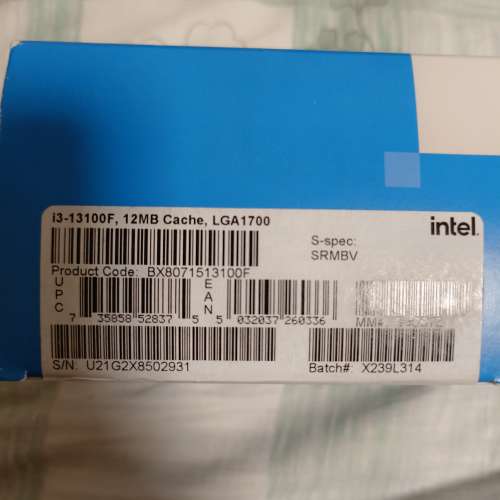 i3-13100F, 12MB Cache, LGA1700
intel.
S-spec:
SRMBV
Product Code: BX8071513100F
UPC
EAN
7 35858 52837 5
5 032037 260336
MM#
S/N: U21G2X8502931
Batch#: X239L314